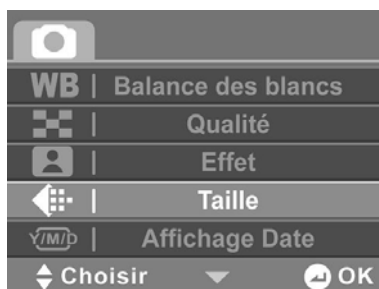 WB | Balance des blancs
| Qualité
| Effet
| Taille
Y/M/D | Affichage Date
Choisir OK